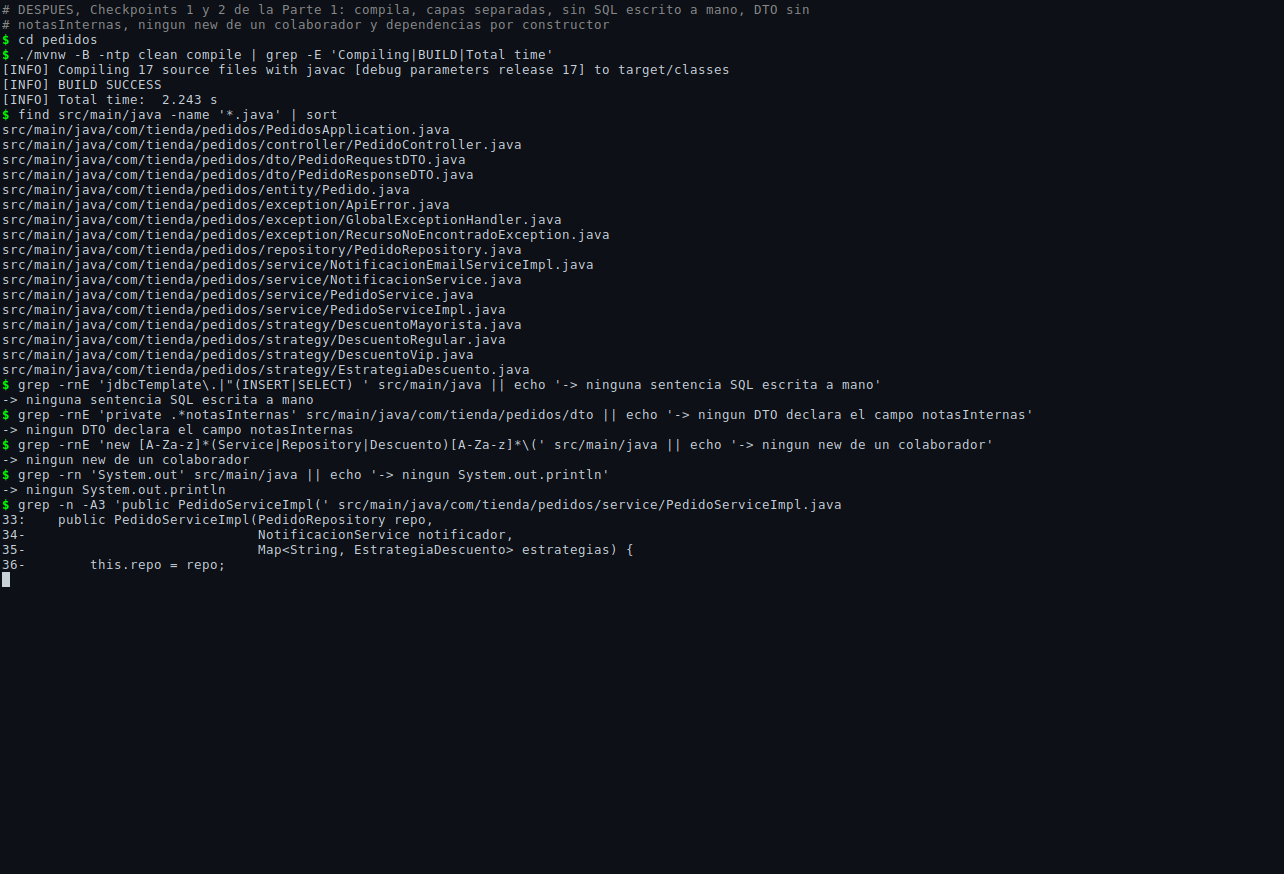 # DESPUES, Checkpoints 1 y 2 de la Parte 1: compila, capas separadas, sin SQL escrito a mano, DTO sin
# notasInternas, ningun new de un colaborador y dependencias por constructor
$ cd pedidos
$ ./mvnw -B -ntp clean compile | grep -E 'Compiling|BUILD|Total time'
[INFO] Compiling 17 source files with javac [debug parameters release 17] to target/classes
[INFO] BUILD SUCCESS
[INFO] Total time:  2.243 s
$ find src/main/java -name '*.java' | sort
src/main/java/com/tienda/pedidos/PedidosApplication.java
src/main/java/com/tienda/pedidos/controller/PedidoController.java
src/main/java/com/tienda/pedidos/dto/PedidoRequestDTO.java
src/main/java/com/tienda/pedidos/dto/PedidoResponseDTO.java
src/main/java/com/tienda/pedidos/entity/Pedido.java
src/main/java/com/tienda/pedidos/exception/ApiError.java
src/main/java/com/tienda/pedidos/exception/GlobalExceptionHandler.java
src/main/java/com/tienda/pedidos/exception/RecursoNoEncontradoException.java
src/main/java/com/tienda/pedidos/repository/PedidoRepository.java
src/main/java/com/tienda/pedidos/service/NotificacionEmailServiceImpl.java
src/main/java/com/tienda/pedidos/service/NotificacionService.java
src/main/java/com/tienda/pedidos/service/PedidoService.java
src/main/java/com/tienda/pedidos/service/PedidoServiceImpl.java
src/main/java/com/tienda/pedidos/strategy/DescuentoMayorista.java
src/main/java/com/tienda/pedidos/strategy/DescuentoRegular.java
src/main/java/com/tienda/pedidos/strategy/DescuentoVip.java
src/main/java/com/tienda/pedidos/strategy/EstrategiaDescuento.java
$ grep -rnE 'jdbcTemplate\.|"(INSERT|SELECT) ' src/main/java || echo '-> ninguna sentencia SQL escrita a mano'
-> ninguna sentencia SQL escrita a mano
$ grep -rnE 'private .*notasInternas' src/main/java/com/tienda/pedidos/dto || echo '-> ningun DTO declara el campo notasInternas'
-> ningun DTO declara el campo notasInternas
$ grep -rnE 'new [A-Za-z]*(Service|Repository|Descuento)[A-Za-z]*\(' src/main/java || echo '-> ningun new de un colaborador'
-> ningun new de un colaborador
$ grep -rn 'System.out' src/main/java || echo '-> ningun System.out.println'
-> ningun System.out.println
$ grep -n -A3 'public PedidoServiceImpl(' src/main/java/com/tienda/pedidos/service/PedidoServiceImpl.java
33:    public PedidoServiceImpl(PedidoRepository repo,
34-                             NotificacionService notificador,
35-                             Map<String, EstrategiaDescuento> estrategias) {
36-        this.repo = repo;